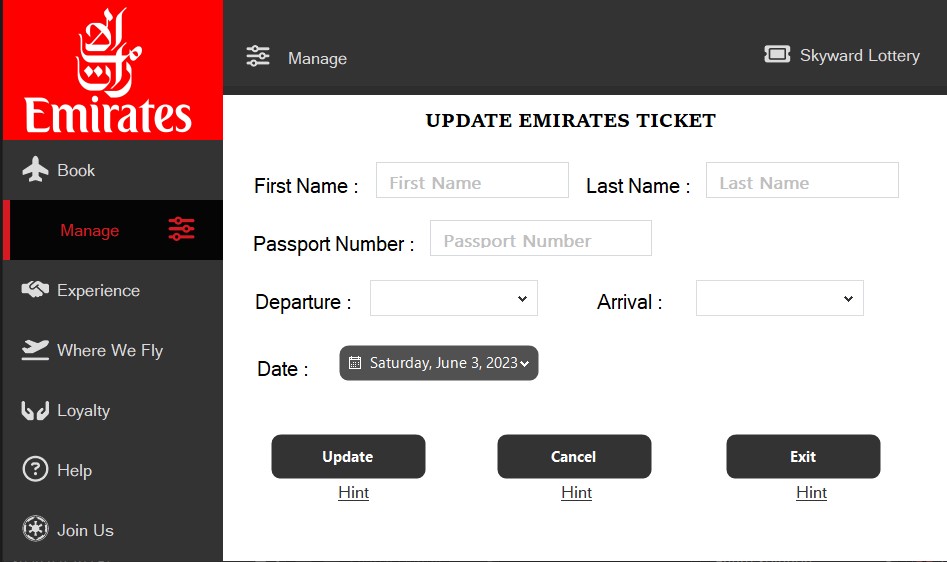 Emirates
Manage
Skyward Lottery
UPDATE EMIRATES TICKET
Book
Manage
Experience
Where We Fly
Loyalty
Help
Join Us
First Name : First Name Last Name : Last Name
Passport Number : Passport Number
Departure : Arrival :
Date : Saturday, June 3, 2023
Update Cancel Exit
Hint Hint Hint